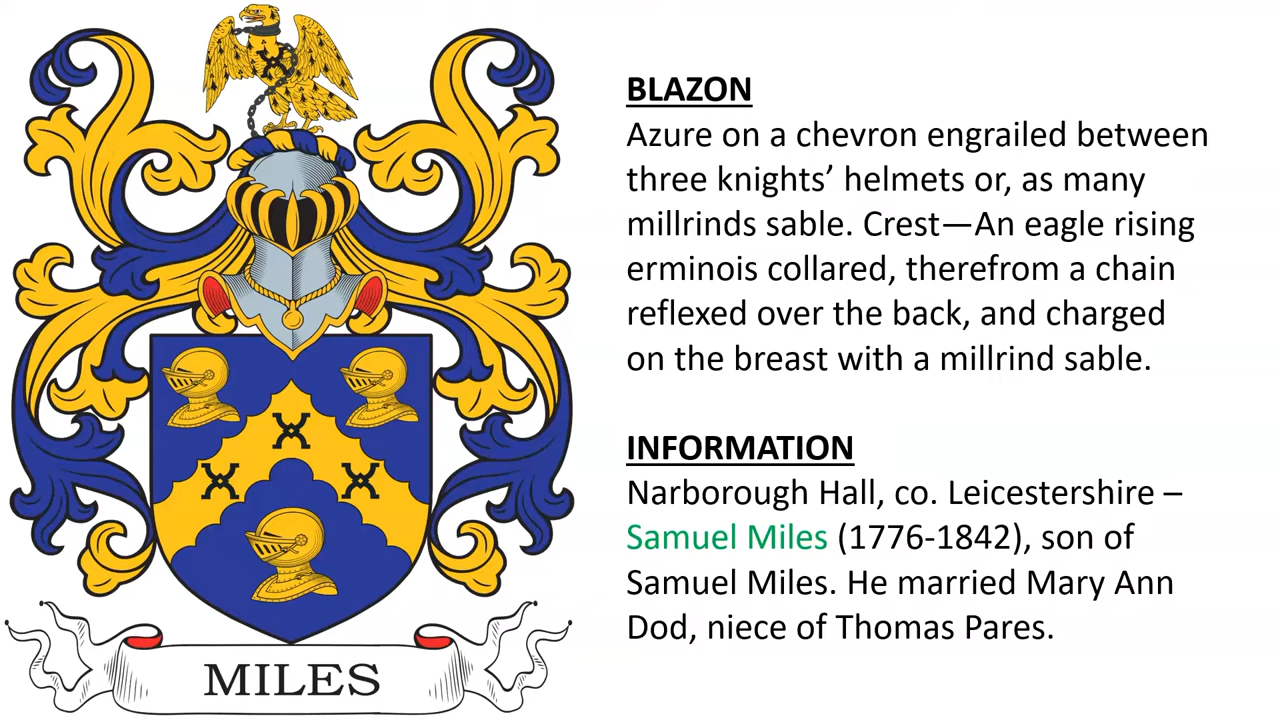 BLAZON
Azure on a chevron engrailed between
three knights’ helmets or, as many
millrinds sable. Crest—An eagle rising
erminois collared, therefrom a chain
reflexed over the back, and charged
on the breast with a millrind sable.
INFORMATION
Narborough Hall, co. Leicestershire –
Samuel Miles (1776-1842), son of
Samuel Miles. He married Mary Ann
Dod, niece of Thomas Pares.
MILES